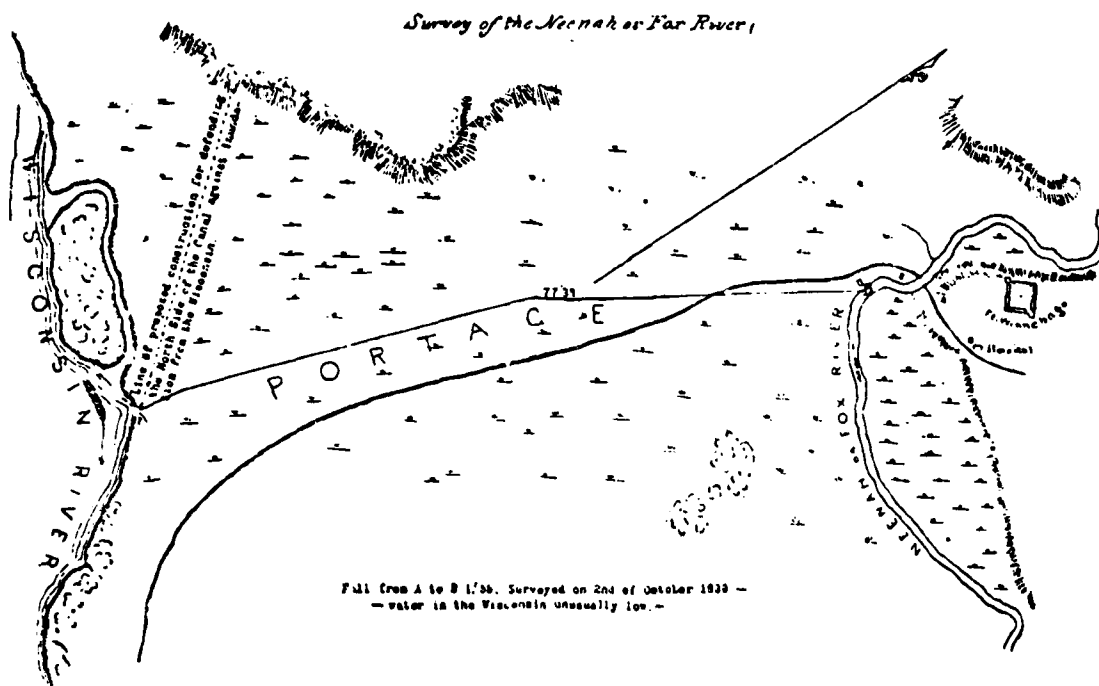 Survey of the Neenah or Fox River
Line of proposed construction for defending
the North Side of the Canal against
tion from the Wisconsin.
WISCONSIN RIVER
PORTAGE
7739
NEENAH or FOX RIVER
Ft. Winnebago
Hospital
Fall from A to B Surveyed on 2nd of October
— water in the Wisconsin unusually low. —